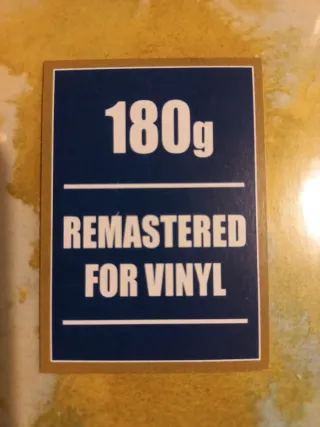 180g
REMASTERED
FOR VINYL